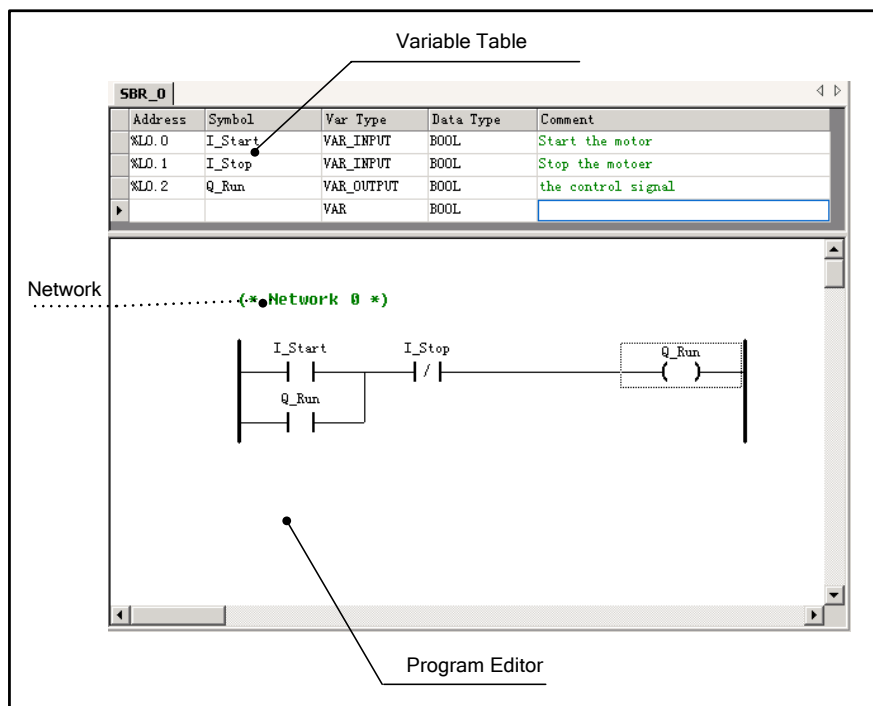 Variable Table
SBR_0
Address Symbol Var Type Data Type Comment
%L0.0 I_Start VAR_INPUT BOOL Start the motor
%L0.1 I_Stop VAR_INPUT BOOL Stop the motoer
%L0.2 Q_Run VAR_OUTPUT BOOL the control signal
VAR BOOL
Network
(* Network 0 *)
I_Start I_Stop Q_Run
Q_Run
Program Editor